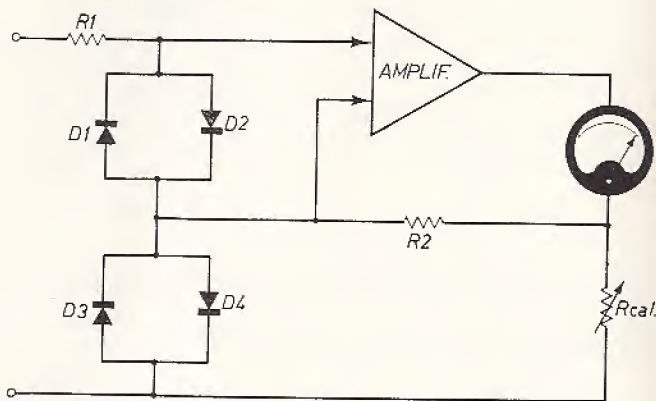 R1
AMPLIF.
D1
D2
R2
D3
D4
Rcal.